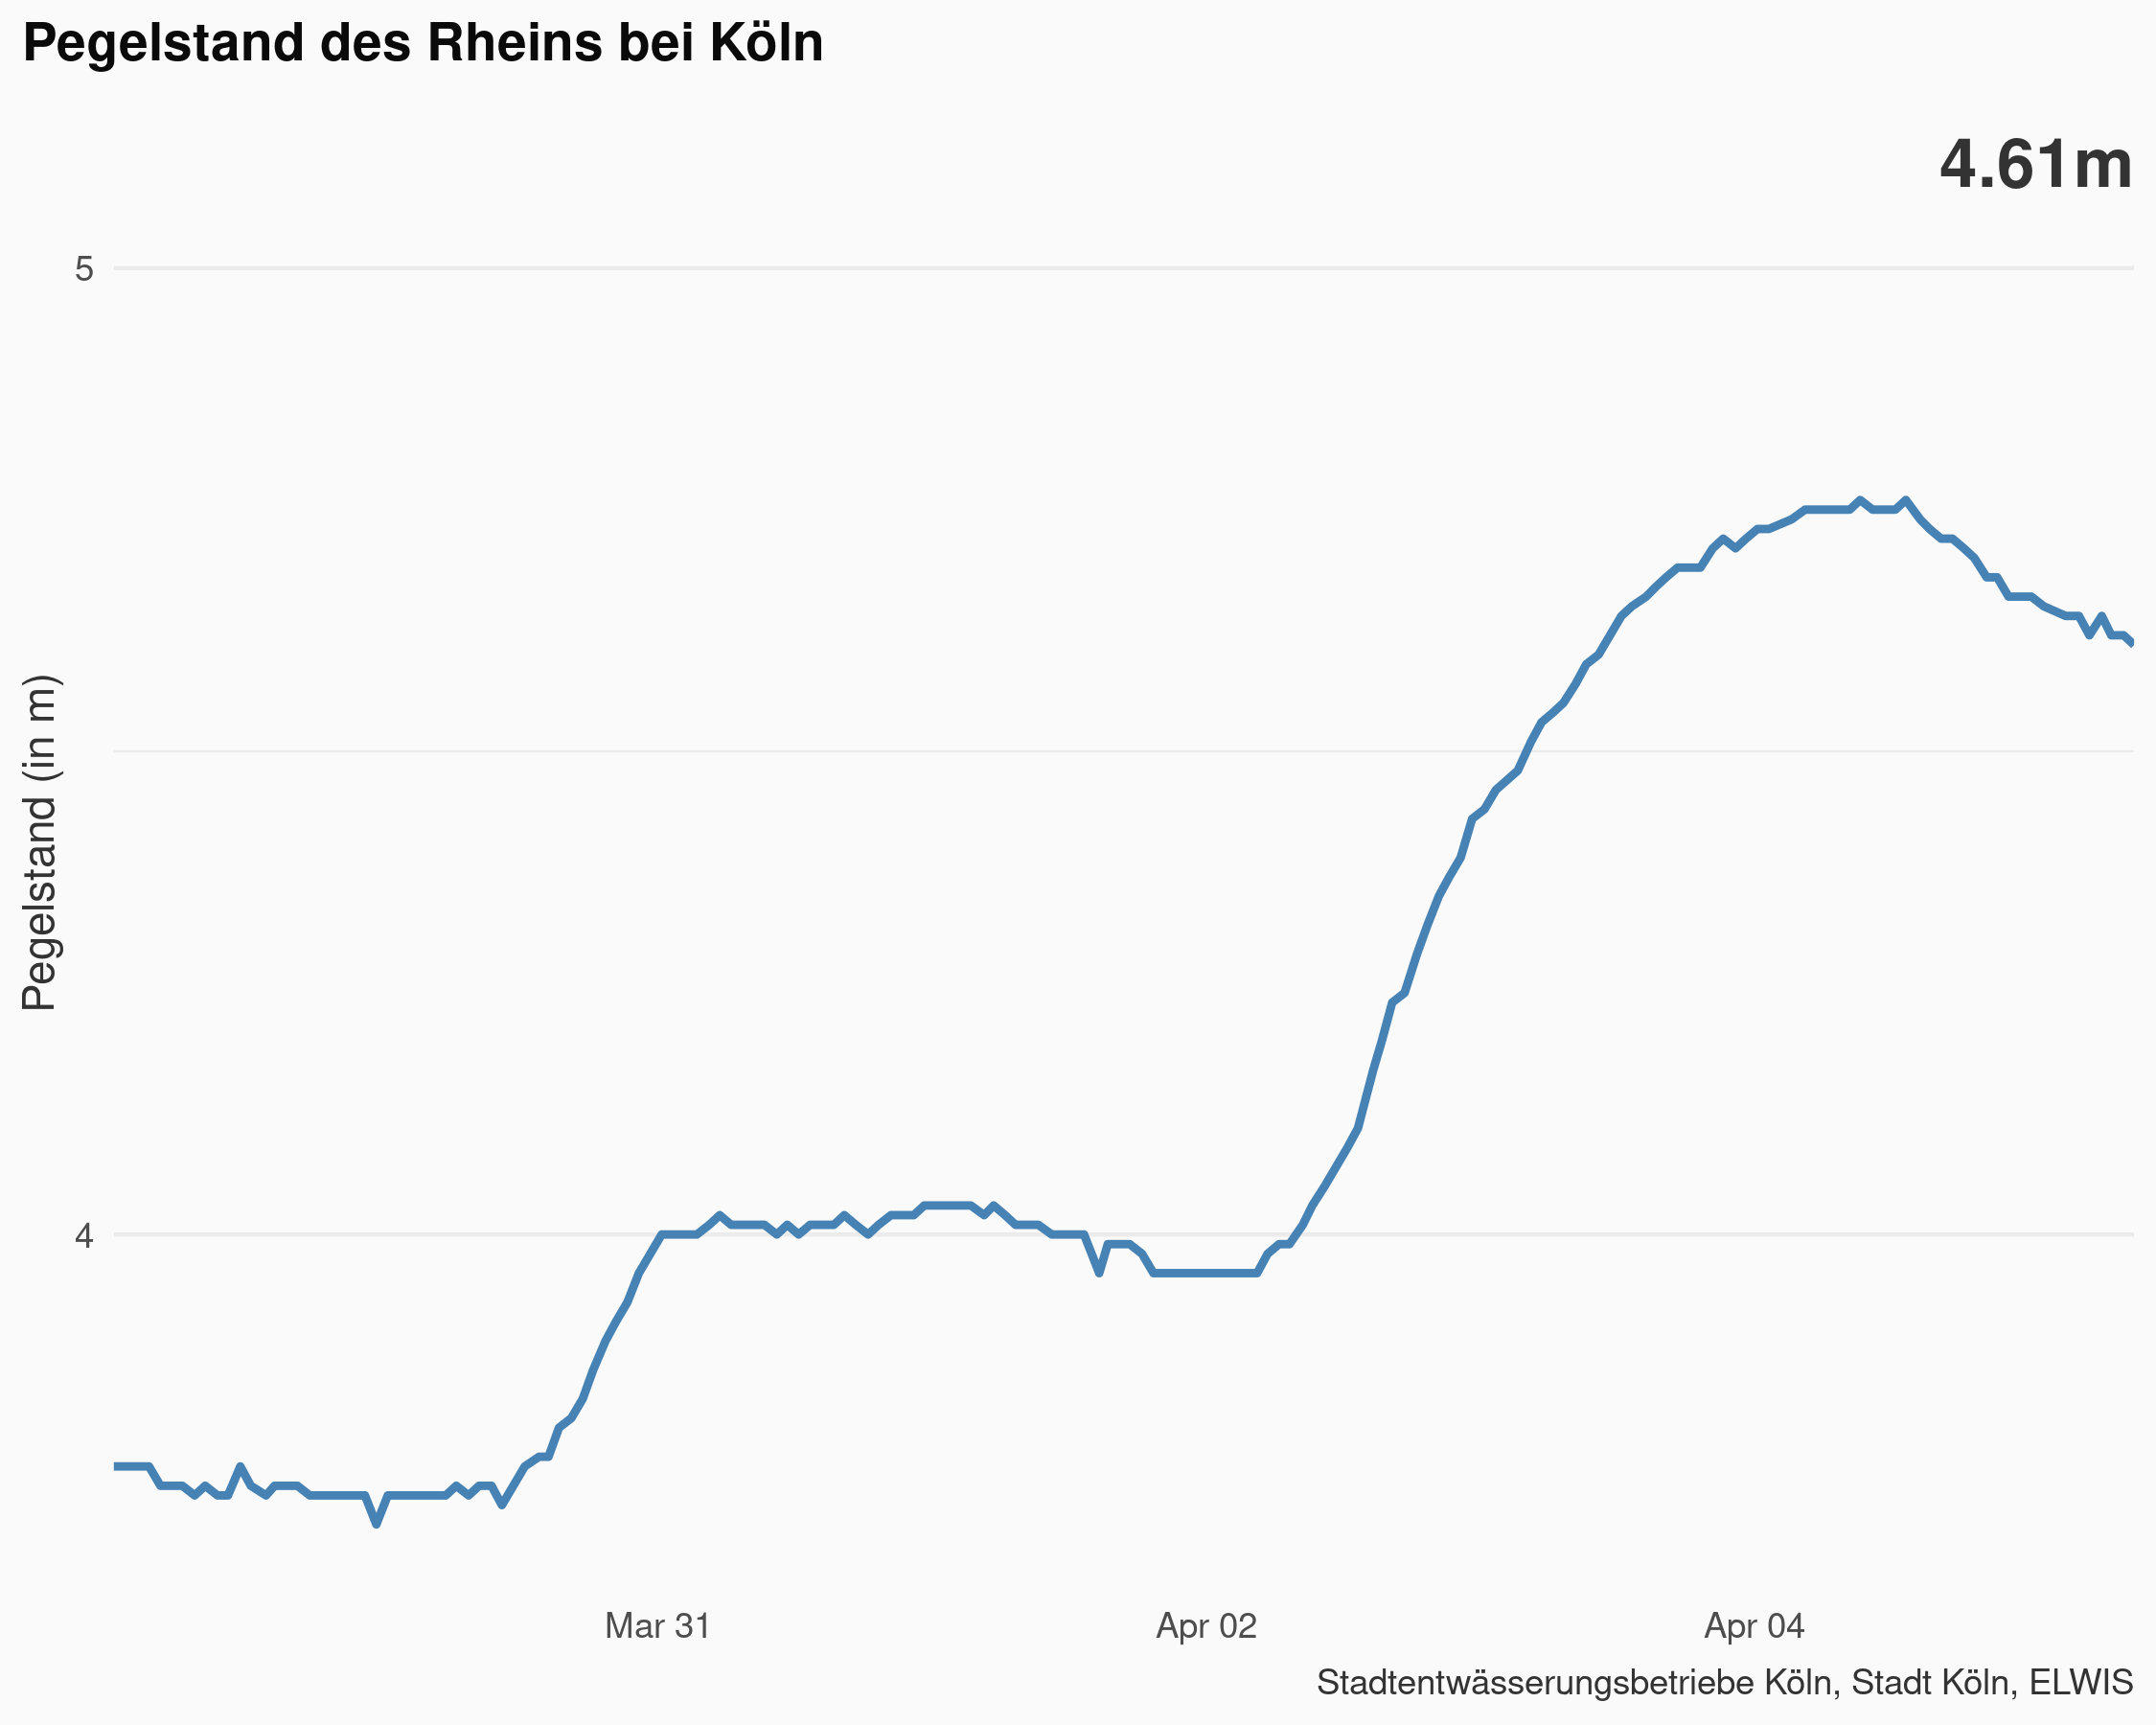 Pegelstand des Rheins bei Köln
4.61m
5
Pegelstand (in m)
4
Mar 31
Apr 02
Apr 04
Stadtentwässerungsbetriebe Köln, Stadt Köln, ELWIS